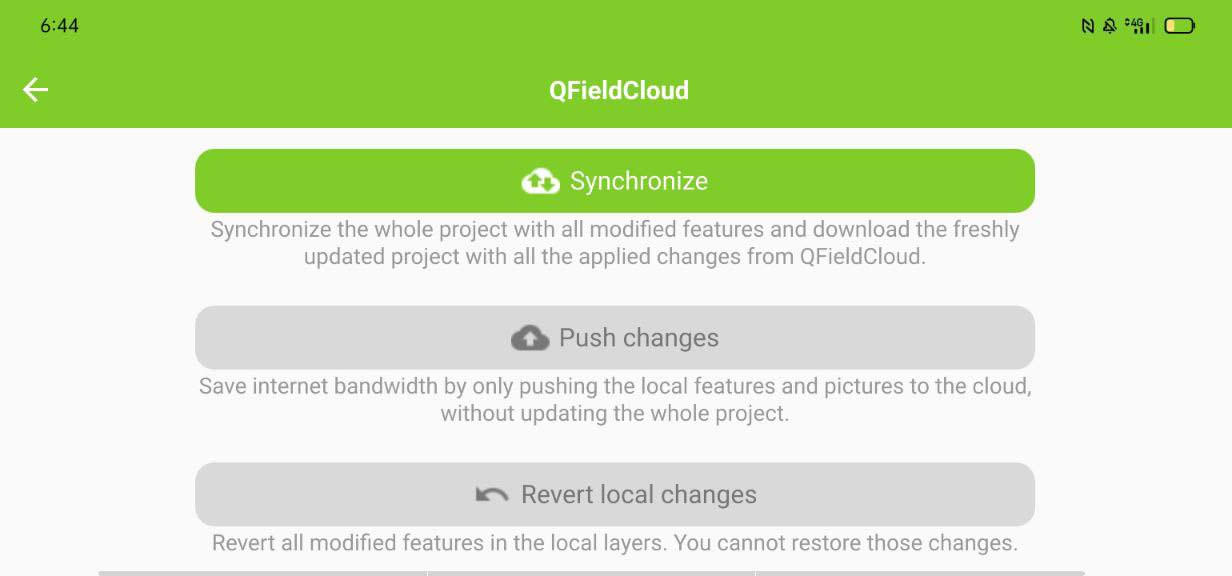 6:44
4G
QFieldCloud
Synchronize
Synchronize the whole project with all modified features and download the freshly
updated project with all the applied changes from QFieldCloud.
Push changes
Save internet bandwidth by only pushing the local features and pictures to the cloud,
without updating the whole project.
Revert local changes
Revert all modified features in the local layers. You cannot restore those changes.